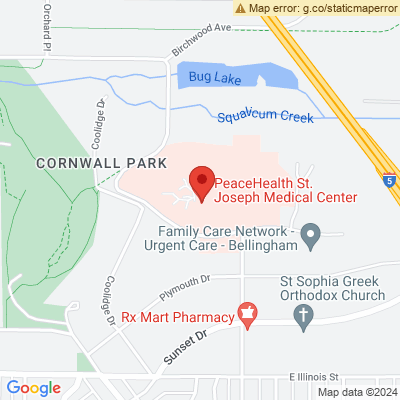 Map error: g.co/staticmaperror
Orchard Pl
Birchwood Ave
Bug Lake
Squalicum Creek
Coolidge Dr
CORNWALL PARK
5
PeaceHealth St.
Joseph Medical Center
Family Care Network -
Urgent Care - Bellingham
Plymouth Dr
St Sophia Greek
Orthodox Church
Coolidge Dr
Rx Mart Pharmacy
Sunset Dr
E Illinois St
Google
Map data ©2024